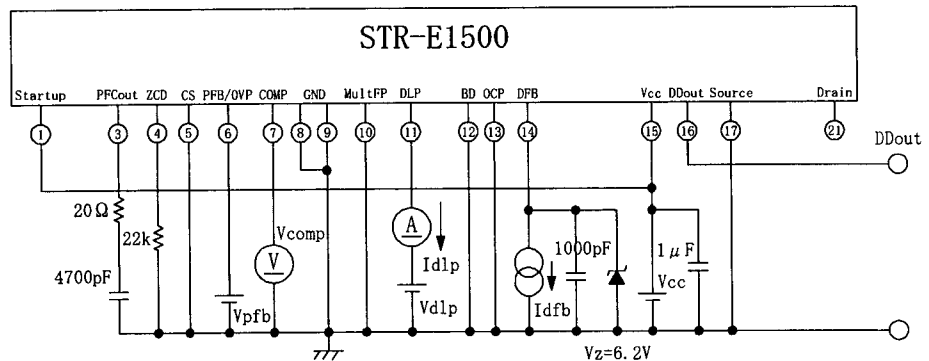 STR-E1500
Startup PFCout ZCD CS PFB/OVP COMP GND MultFP DLP BD OCP DFB Vcc DDout Source Drain
1 3 4 5 6 7 8 9 10 11 12 13 14 15 16 17 21
DDout
20Ω
22k
Vcomp
A
1000pF
1μF
V
Idlp
4700pF
Vcc
Vpfb
Vdlp
Idfb
Vz=6.2V